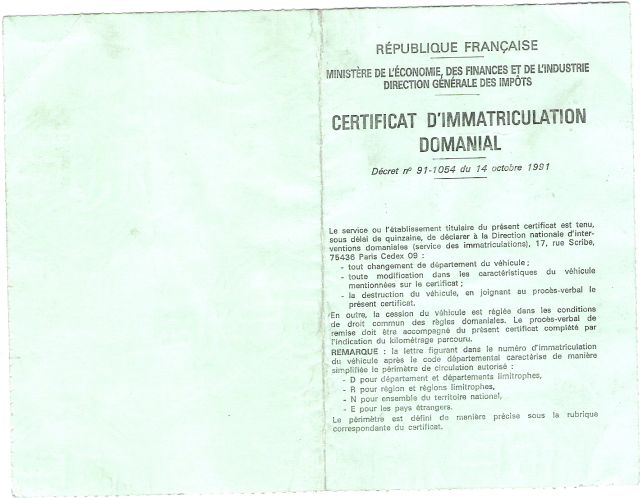 RÉPUBLIQUE FRANÇAISE
MINISTÈRE DE L'ÉCONOMIE, DES FINANCES ET DE L'INDUSTRIE
DIRECTION GÉNÉRALE DES IMPÔTS
CERTIFICAT D'IMMATRICULATION
DOMANIAL
Décret nº 91-1054 du 14 octobre 1991
Le service ou l'établissement titulaire du présent certificat est tenu,
sous délai de quinzaine, de déclarer à la Direction nationale d'inter-
ventions domaniales (service des immatriculations), 17, rue Scribe,
75436 Paris Cedex 09 :
- tout changement de département du véhicule ;
- toute modification dans les caractéristiques du véhicule
mentionnées sur le certificat ;
- la destruction du véhicule, en joignant au procès-verbal le
présent certificat.
En outre, la cession du véhicule est réglée dans les conditions
de droit commun des règles domaniales. Le procès-verbal de
remise doit être accompagné du présent certificat complété par
l'indication du kilométrage parcouru.
REMARQUE : la lettre figurant dans le numéro d'immatriculation
du véhicule après le code départemental caractérise de manière
simplifiée le périmètre de circulation autorisé :
- D pour département et départements limitrophes,
- R pour région et régions limitrophes,
- N pour ensemble du territoire national,
- E pour les pays étrangers.
Le périmètre est défini de manière précise sous la rubrique
correspondante du certificat.